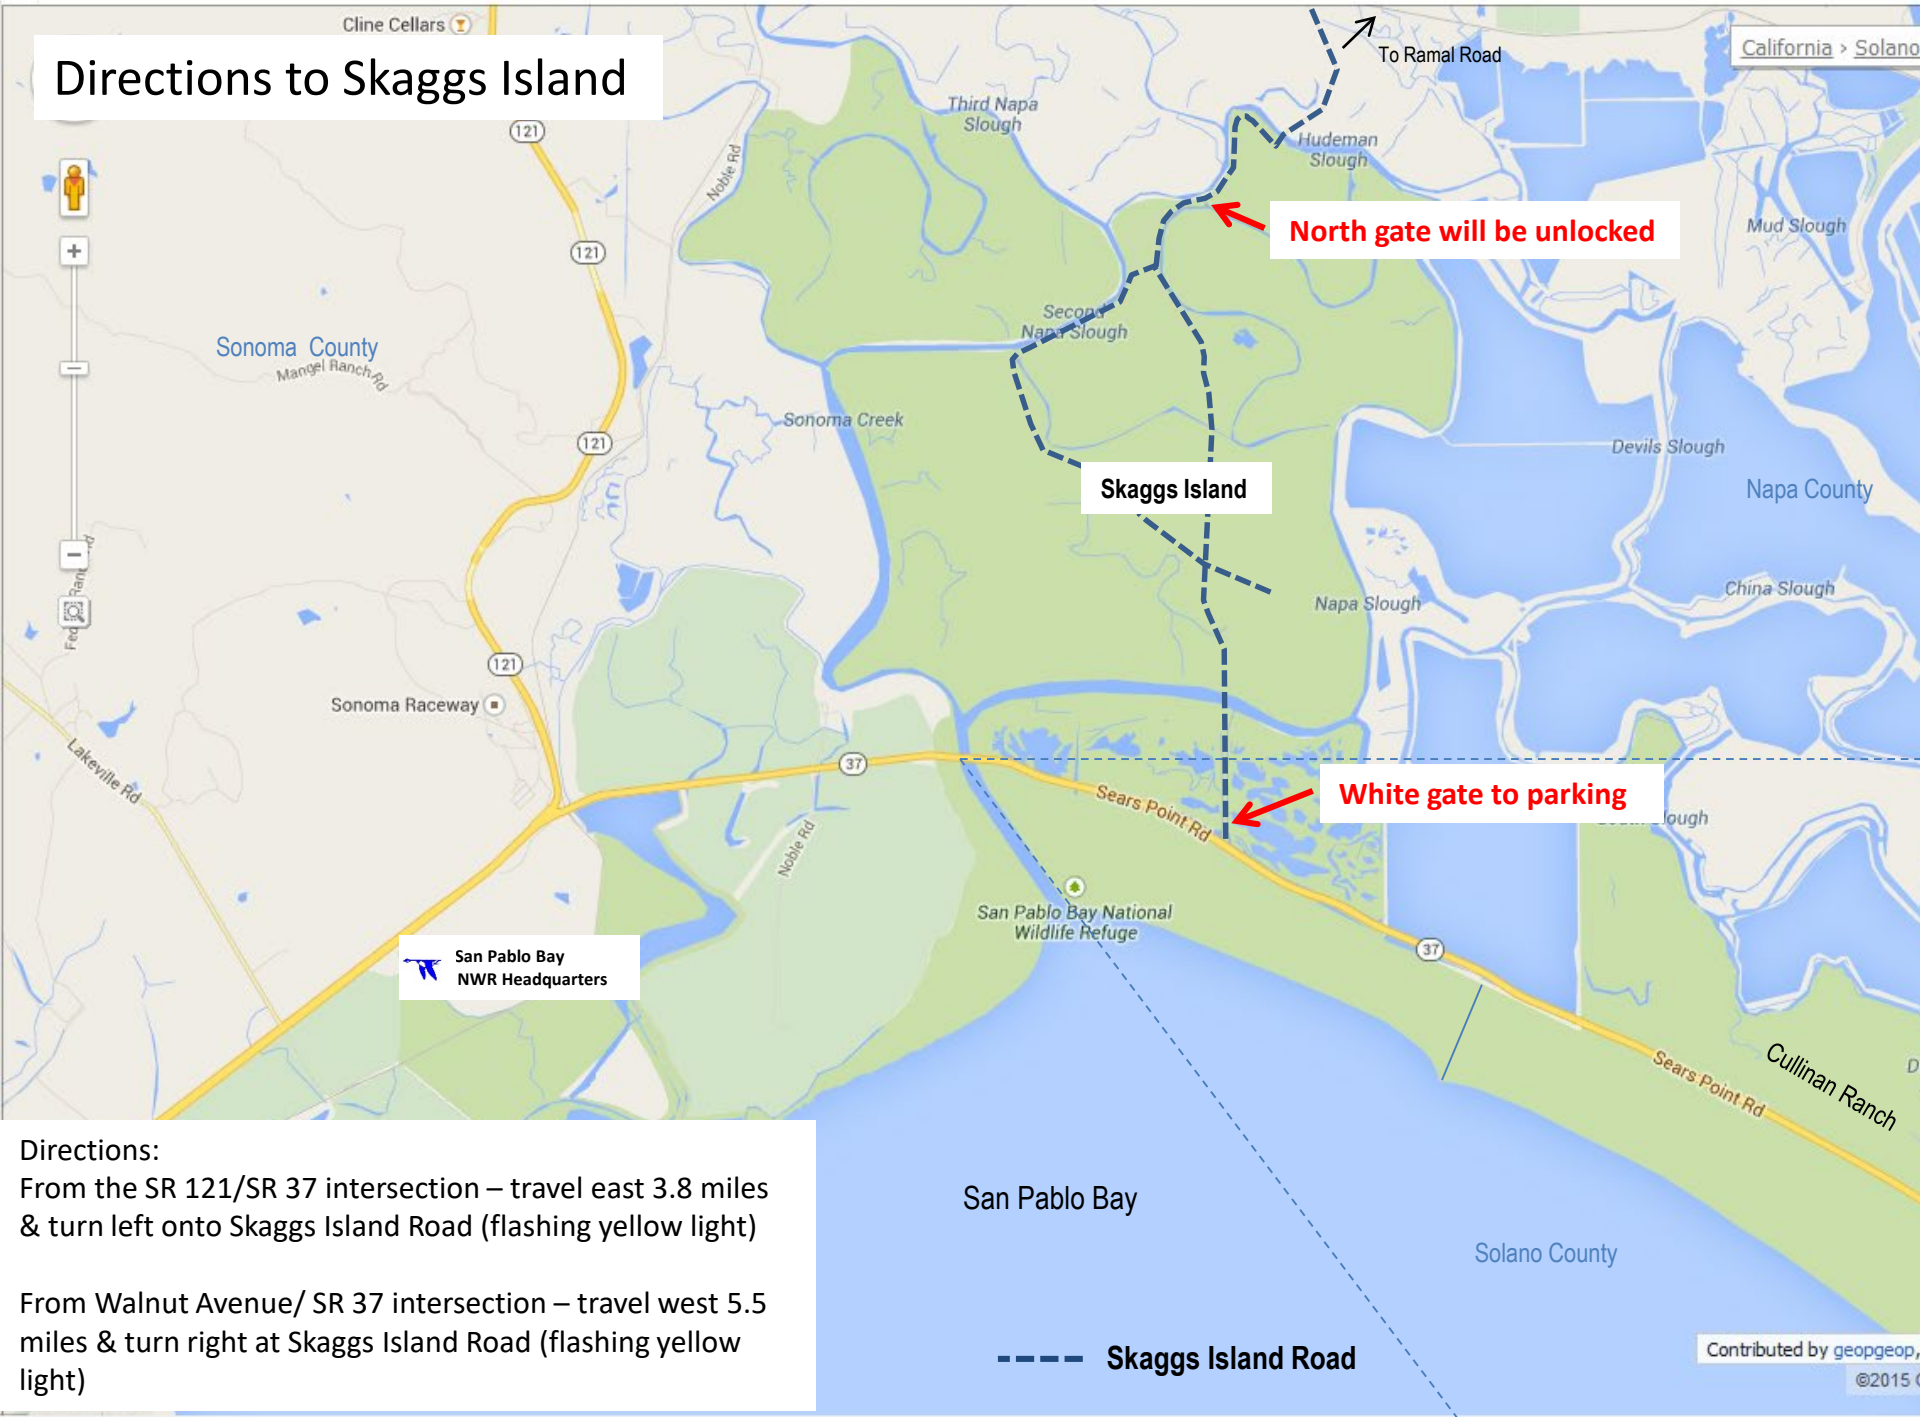 Cline Cellars
Directions to Skaggs Island
To Ramal Road
California › Solano
121
Noble Rd
Third Napa
Slough
Hudeman
Slough
North gate will be unlocked
Mud Slough
121
Second
Napa Slough
Sonoma County
Mangel Ranch Rd
Sonoma Creek
121
Devils Slough
Skaggs Island
Napa County
China Slough
Napa Slough
121
Sonoma Raceway
Lakeville Rd
37
Sears Point Rd
White gate to parking
lough
Noble Rd
San Pablo Bay National
Wildlife Refuge
37
San Pablo Bay
NWR Headquarters
Sears Point Rd
Cullinan Ranch
D
Directions:
From the SR 121/SR 37 intersection – travel east 3.8 miles
& turn left onto Skaggs Island Road (flashing yellow light)
From Walnut Avenue/ SR 37 intersection – travel west 5.5
miles & turn right at Skaggs Island Road (flashing yellow
light)
San Pablo Bay
Solano County
Skaggs Island Road
Contributed by geopgeop,
©2015